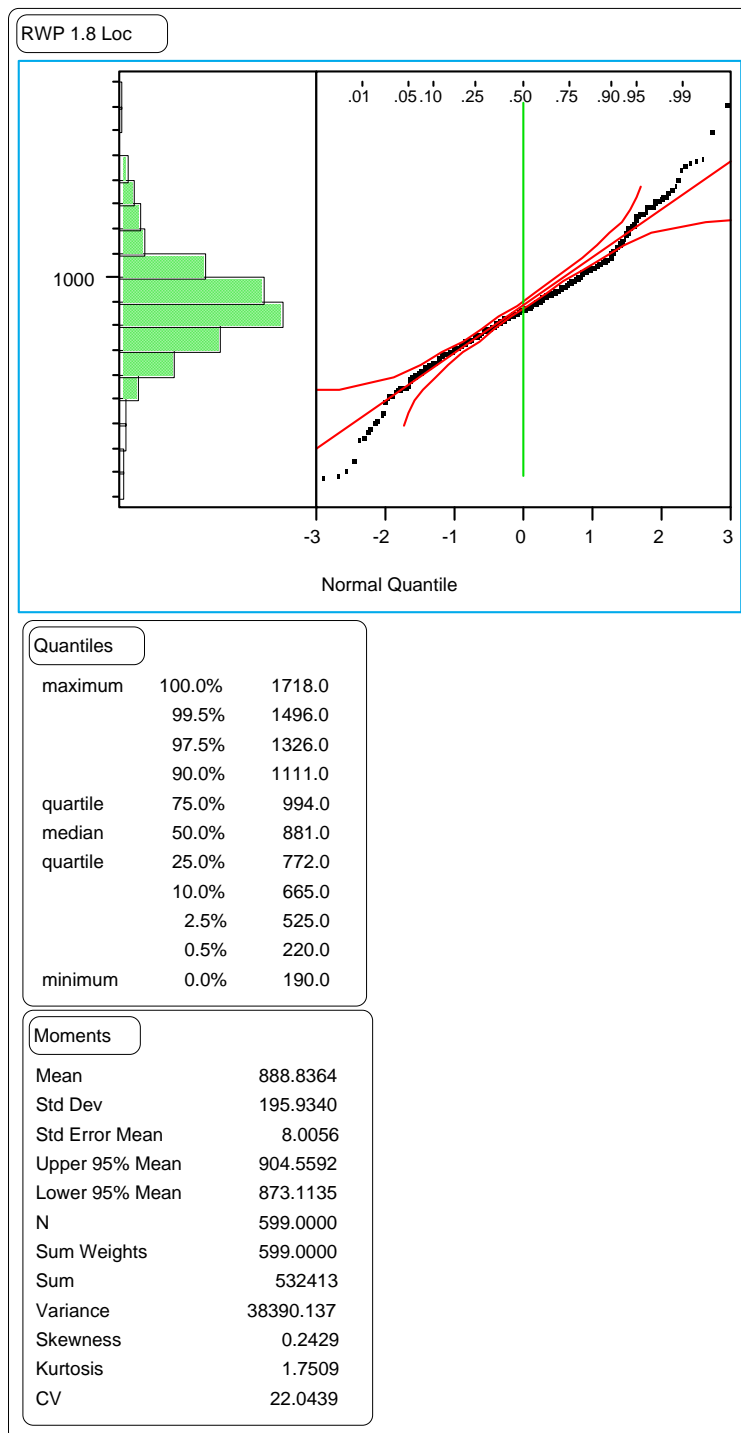 RWP 1.8 Loc
.01 .05 .10 .25 .50 .75 .90 .95 .99
1000
-3 -2 -1 0 1 2 3
Normal Quantile
Quantiles
maximum 100.0% 1718.0
99.5% 1496.0
97.5% 1326.0
90.0% 1111.0
quartile 75.0% 994.0
median 50.0% 881.0
quartile 25.0% 772.0
10.0% 665.0
2.5% 525.0
0.5% 220.0
minimum 0.0% 190.0
Moments
Mean 888.8364
Std Dev 195.9340
Std Error Mean 8.0056
Upper 95% Mean 904.5592
Lower 95% Mean 873.1135
N 599.0000
Sum Weights 599.0000
Sum 532413
Variance 38390.137
Skewness 0.2429
Kurtosis 1.7509
CV 22.0439